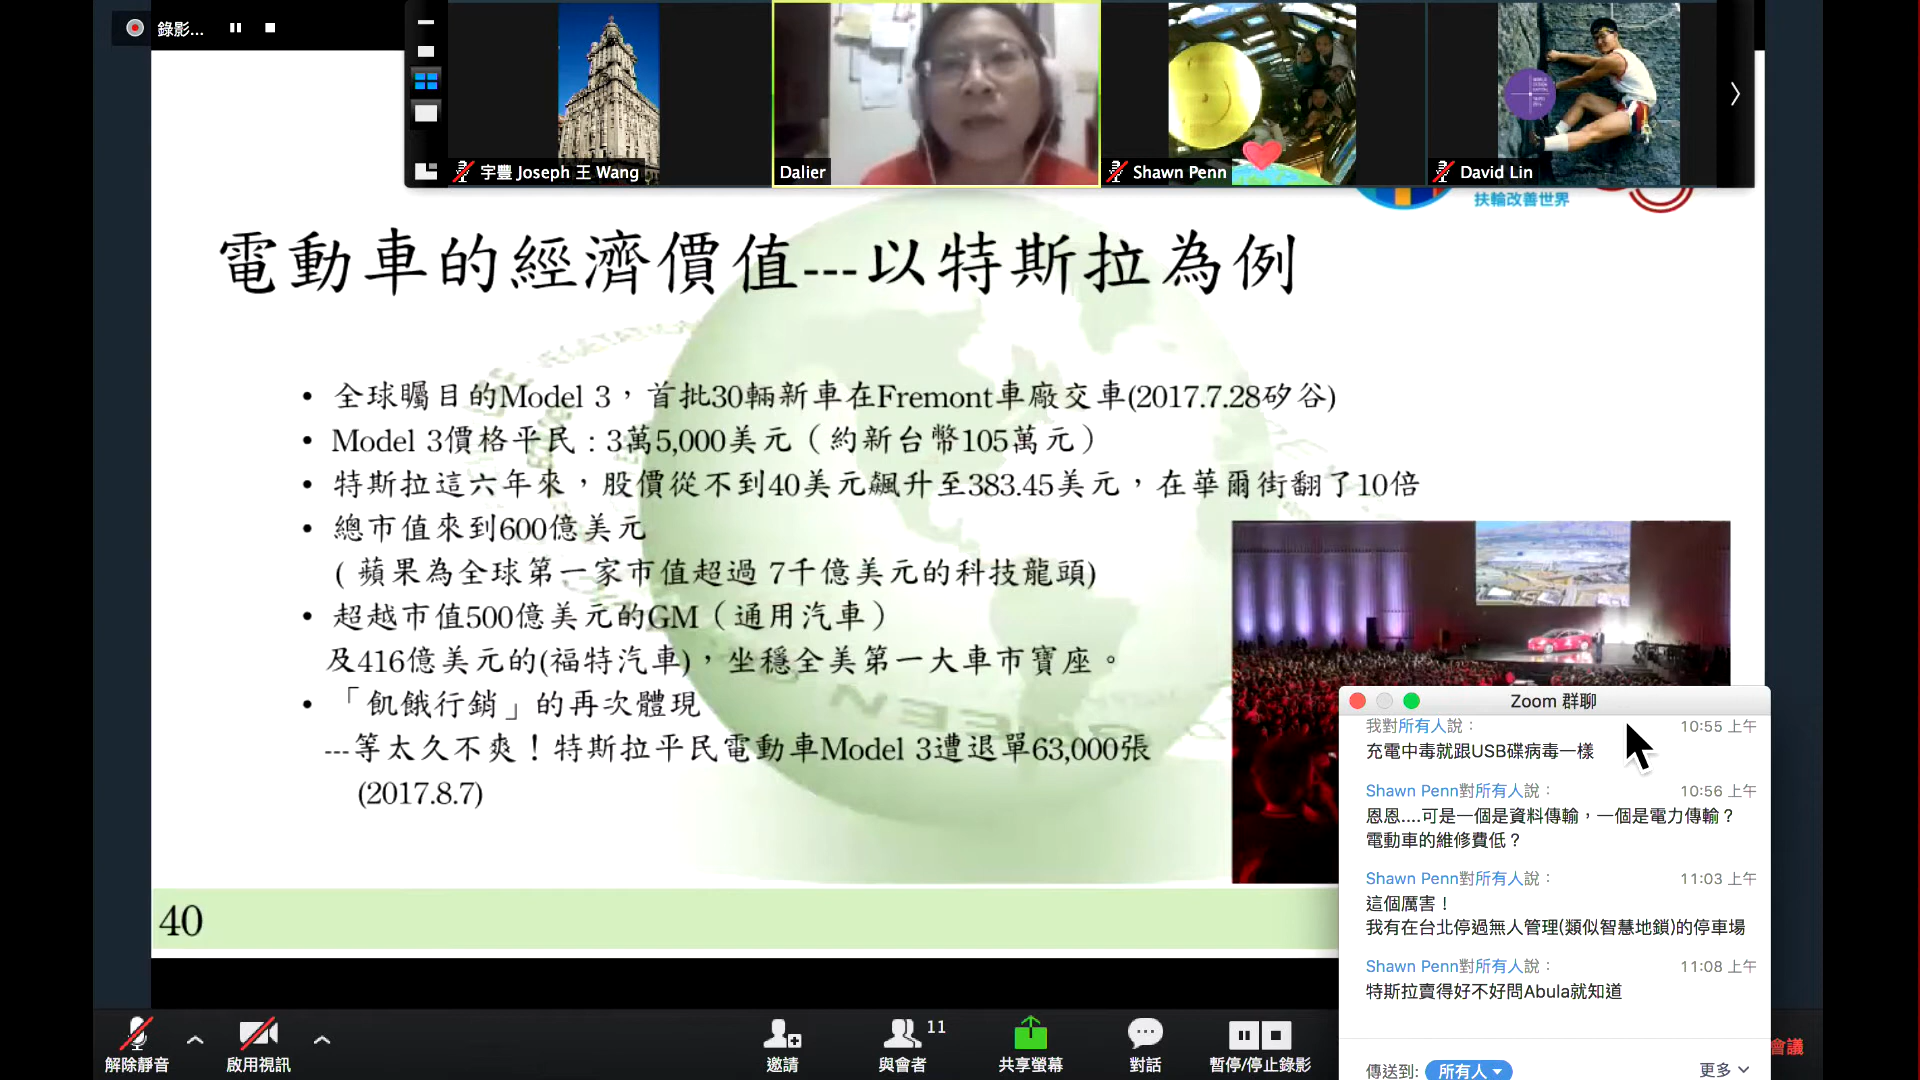 錄影...
宇豐 Joseph 王 Wang
Dalier
Shawn Penn
David Lin
扶輪改善世界
電動車的經濟價值---以特斯拉為例
• 全球矚目的Model 3，首批30輛新車在Fremont車廠交車(2017.7.28矽谷)
• Model 3價格平民：3萬5,000美元（約新台幣105萬元）
• 特斯拉這六年來，股價從不到40美元飆升至383.45美元，在華爾街翻了10倍
• 總市值來到600億美元
( 蘋果為全球第一家市值超過 7千億美元的科技龍頭)
• 超越市值500億美元的GM（通用汽車）
及416億美元的(福特汽車)，坐穩全美第一大車市寶座。
• 「飢餓行銷」的再次體現
---等太久不爽！特斯拉平民電動車Model 3遭退單63,000張
(2017.8.7)
40
Zoom 群聊
我對所有人說： 10:55 上午
充電中毒就跟USB碟病毒一樣
Shawn Penn對所有人說： 10:56 上午
恩恩....可是一個是資料傳輸，一個是電力傳輸？
電動車的維修費低？
Shawn Penn對所有人說： 11:03 上午
這個厲害！
我有在台北停過無人管理(類似智慧地鎖)的停車場
Shawn Penn對所有人說： 11:08 上午
特斯拉賣得好不好問Abula就知道
傳送到: 所有人 更多
解除靜音
啟用視訊
邀請
與會者 11
共享螢幕
對話
暫停/停止錄影
會議